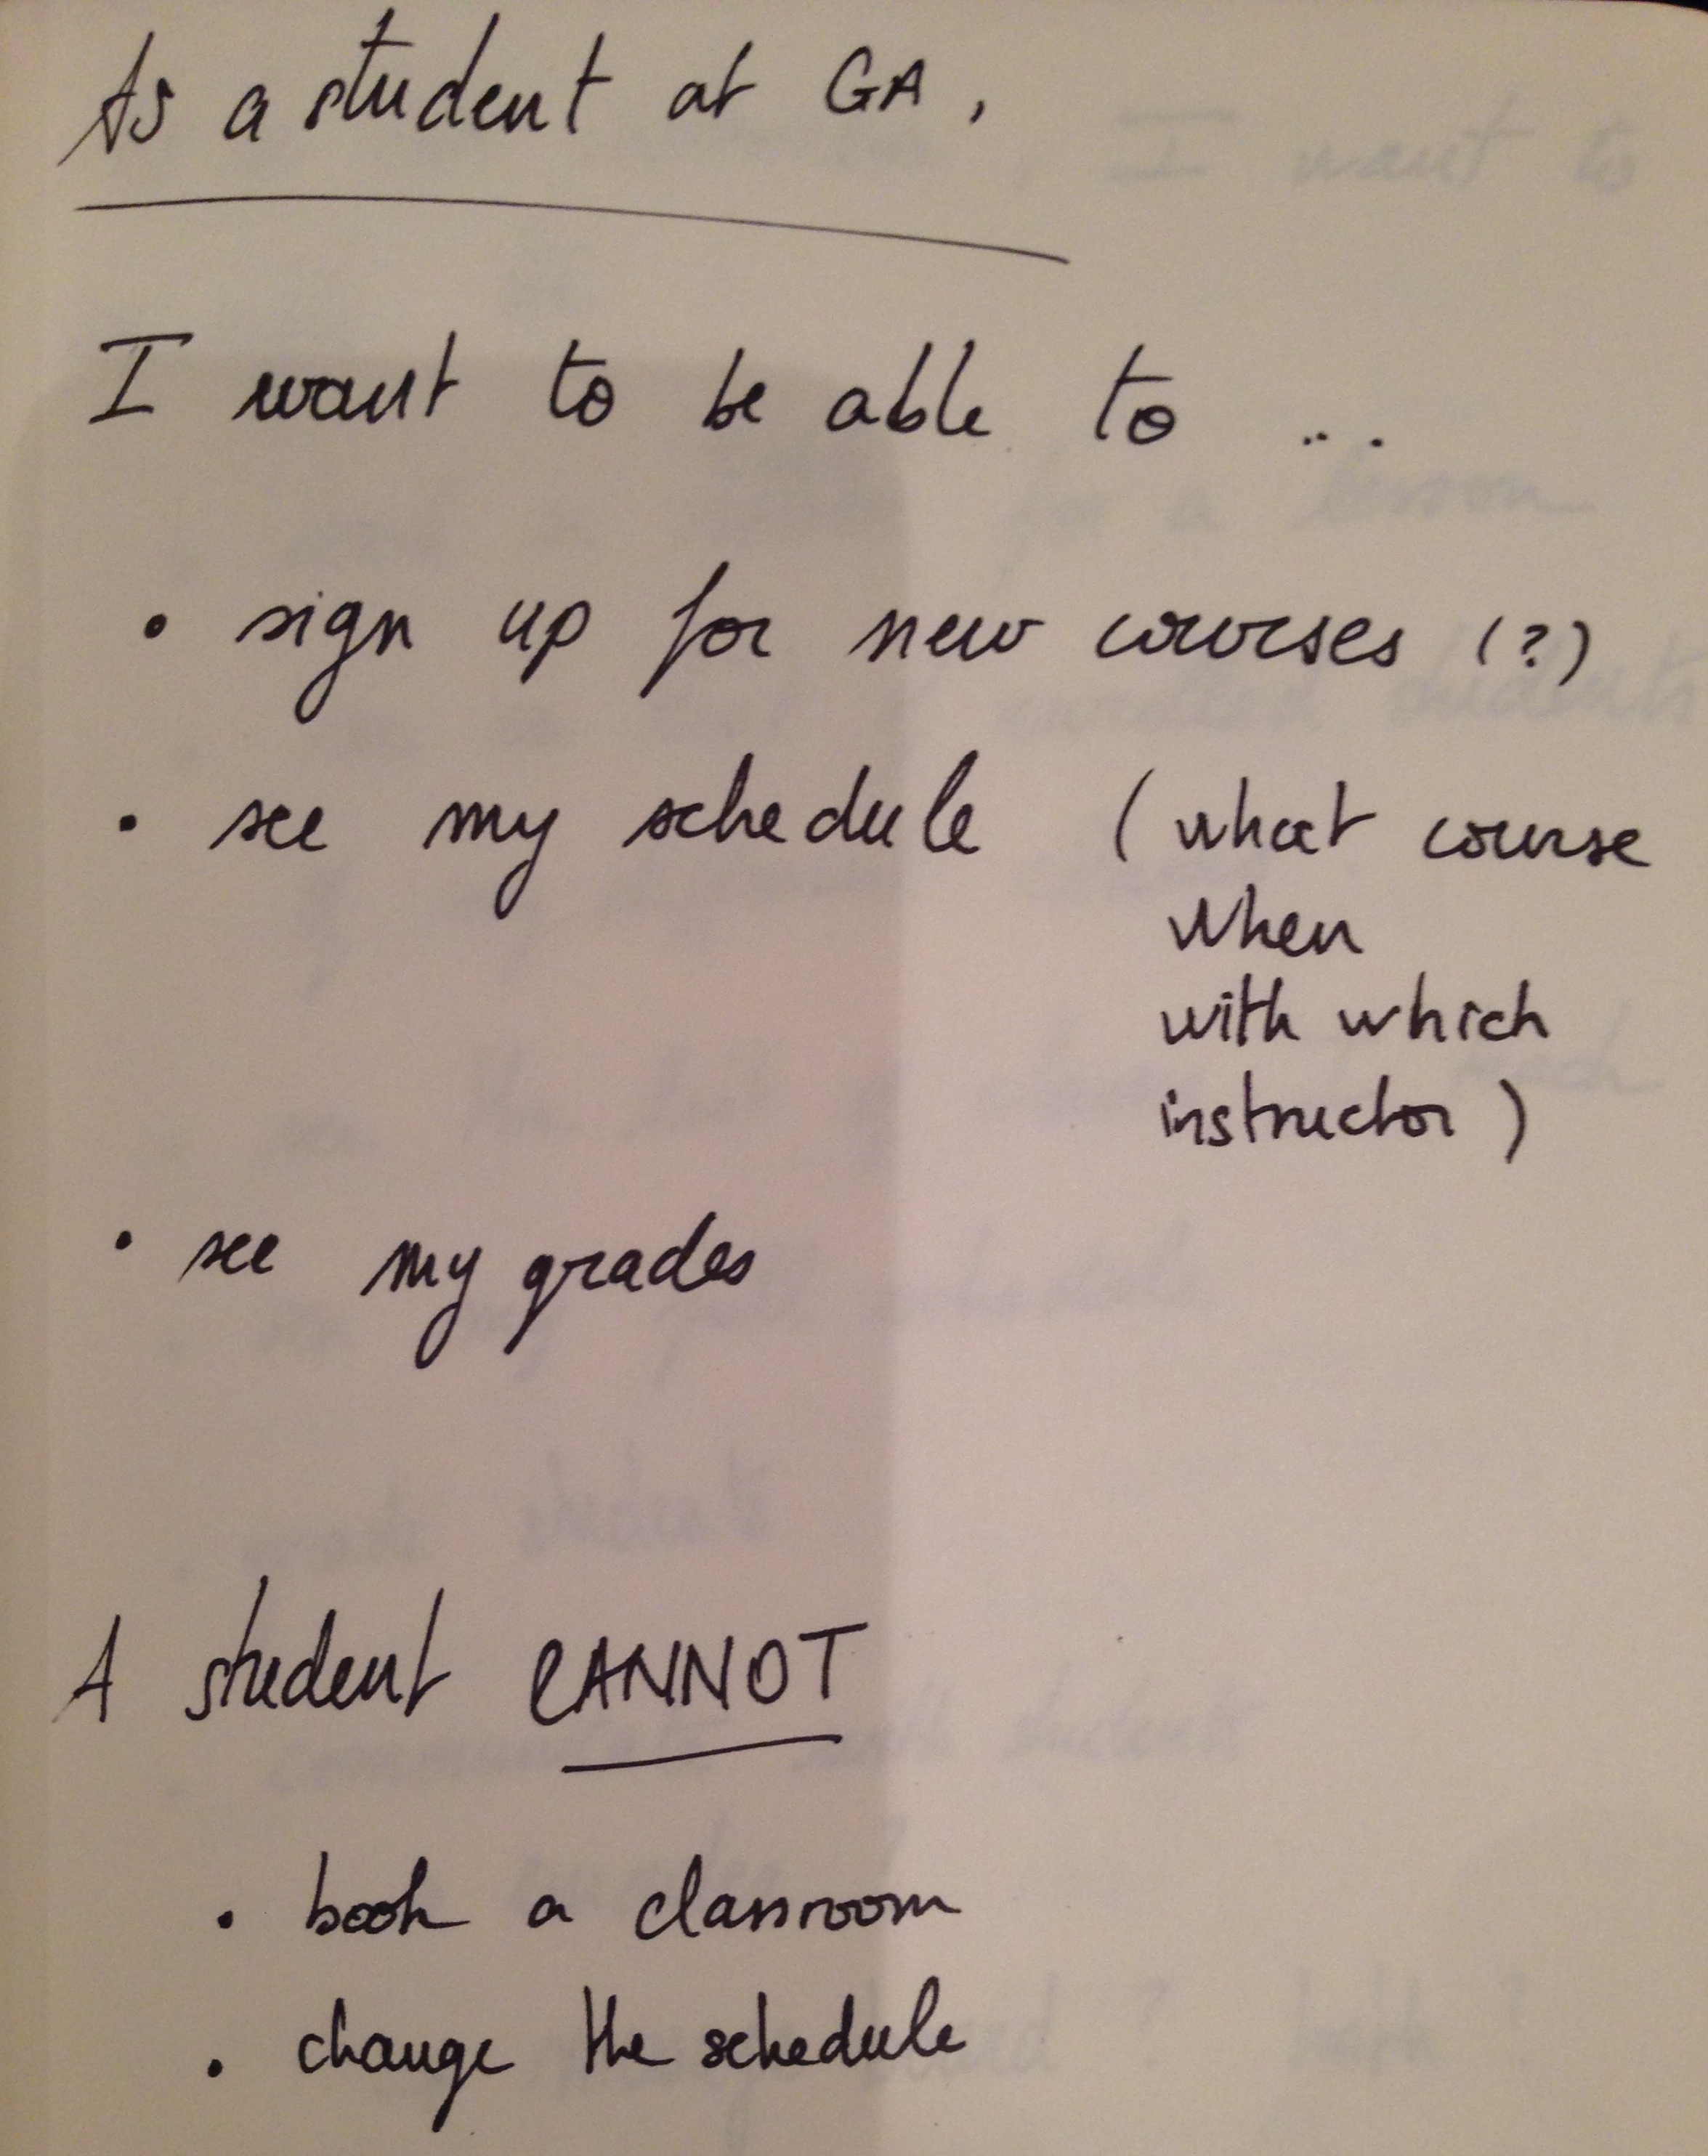 As a student at GA,
I want to be able to ...
• sign up for new courses (?)
• see my schedule (what course
when
with which
instructor)
• see my grades
A student CANNOT
• book a classroom
• change the schedule